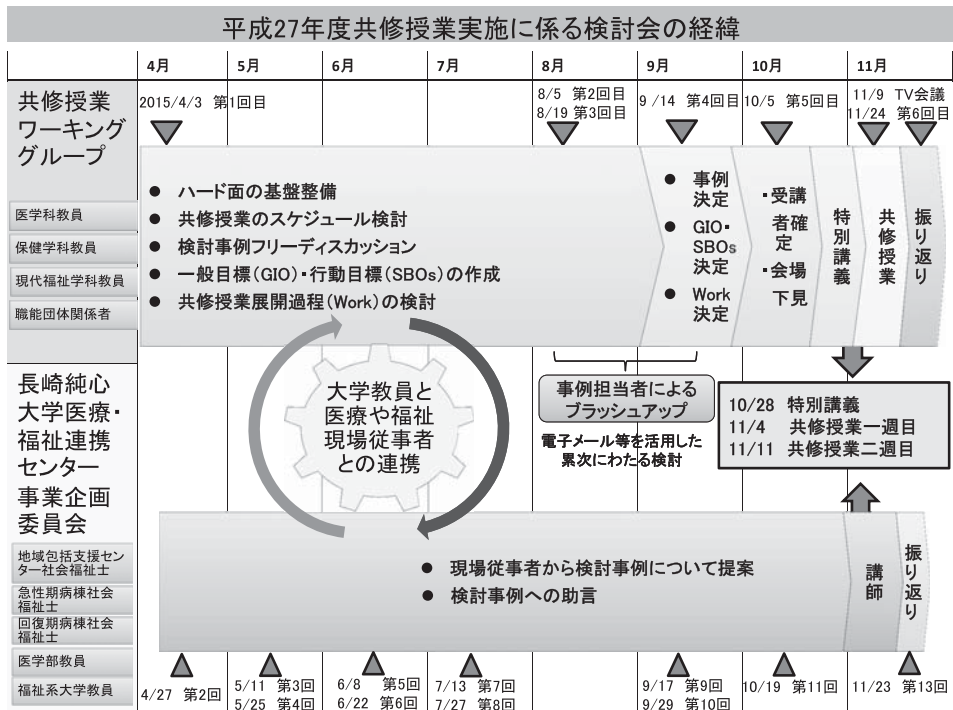 平成27年度共修授業実施に係る検討会の経緯
4月 5月 6月 7月 8月 9月 10月 11月
共修授業
ワーキング
グループ
医学科教員
保健学科教員
現代福祉学科教員
職能団体関係者
2015/4/3 第1回目
8/5 第2回目
8/19 第3回目
9 /14 第4回目
10/5 第5回目
11/9 TV会議
11/24 第6回目
● ハード面の基盤整備
● 共修授業のスケジュール検討
● 検討事例フリーディスカッション
● 一般目標(GIO)・行動目標(SBOs)の作成
● 共修授業展開過程(Work)の検討
● 事例
決定
● GIO・
SBOs
決定
● Work
決定
・受講
者確
定
・会場
下見
特別講義
共修授業
振り返り
大学教員と
医療や福祉
現場従事者
との連携
事例担当者による
ブラッシュアップ
電子メール等を活用した
累次にわたる検討
10/28 特別講義
11/4 共修授業一週目
11/11 共修授業二週目
長崎純心
大学医療・
福祉連携
センター
事業企画
委員会
地域包括支援セン
ター社会福祉士
急性期病棟社会
福祉士
回復期病棟社会
福祉士
医学部教員
福祉系大学教員
● 現場従事者から検討事例について提案
● 検討事例への助言
講師
振り返り
4/27 第2回
5/11 第3回
5/25 第4回
6/8 第5回
6/22 第6回
7/13 第7回
7/27 第8回
9/17 第9回
9/29 第10回
10/19 第11回
11/23 第13回